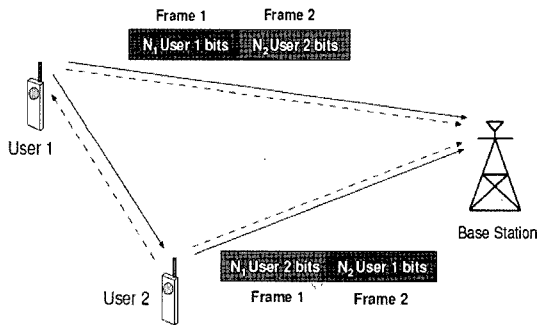 Frame 1 Frame 2
N1 User 1 bits N2 User 2 bits
User 1
Base Station
N1 User 2 bits N2 User 1 bits
Frame 1 Frame 2
User 2